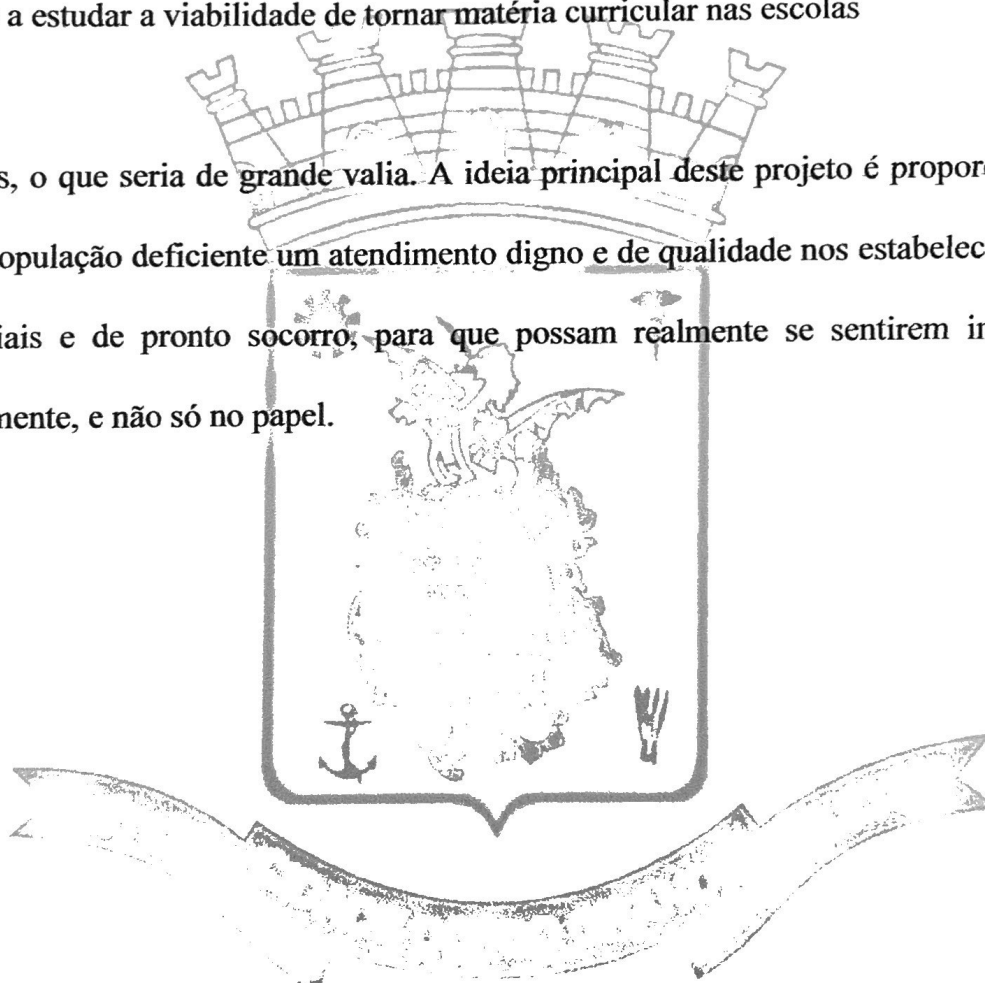 a estudar a viabilidade de tornar matéria curricular nas escolas
s, o que seria de grande valia. A ideia principal deste projeto é propor
opulação deficiente um atendimento digno e de qualidade nos estabelec
iais e de pronto socorro, para que possam realmente se sentirem in
mente, e não só no papel.